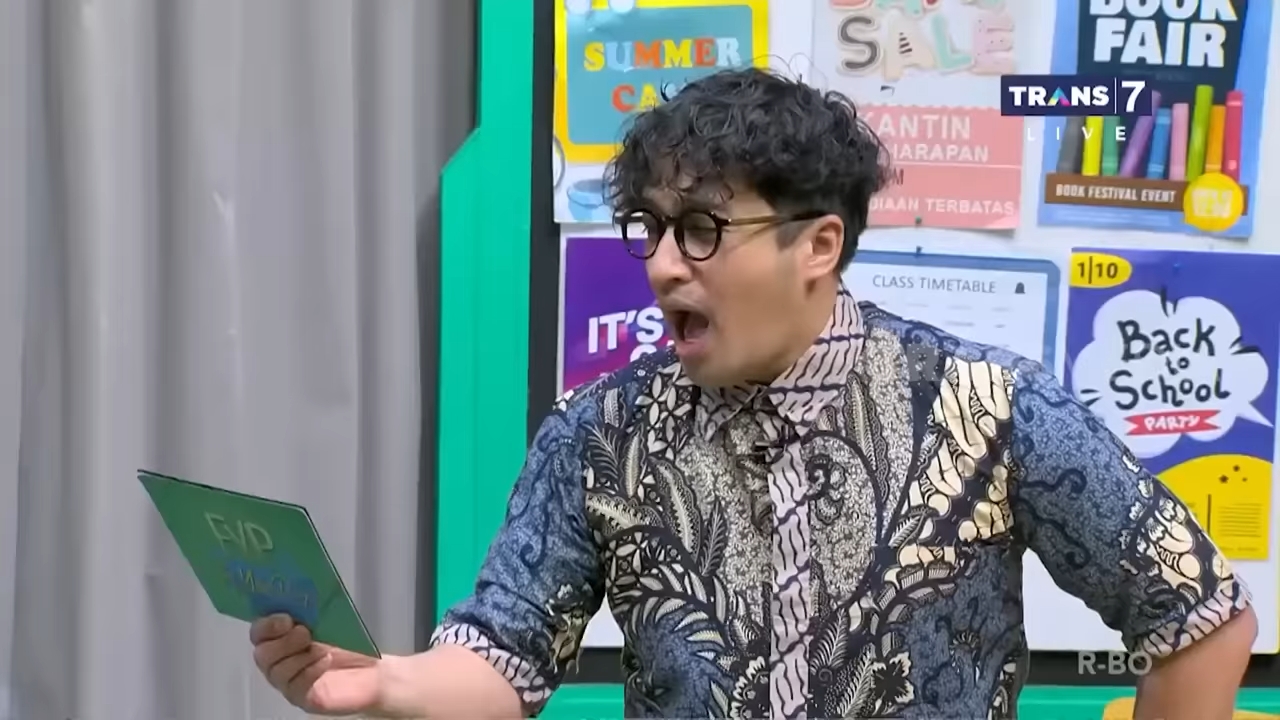 SUMMER
SALE
BOOK
FAIR
TRANS|7
LIVE
KANTIN
BOOK FESTIVAL EVENT
TERBATAS
CLASS TIMETABLE
1|10
IT'S
Back
to
School
PARTY
FYP
R-BO